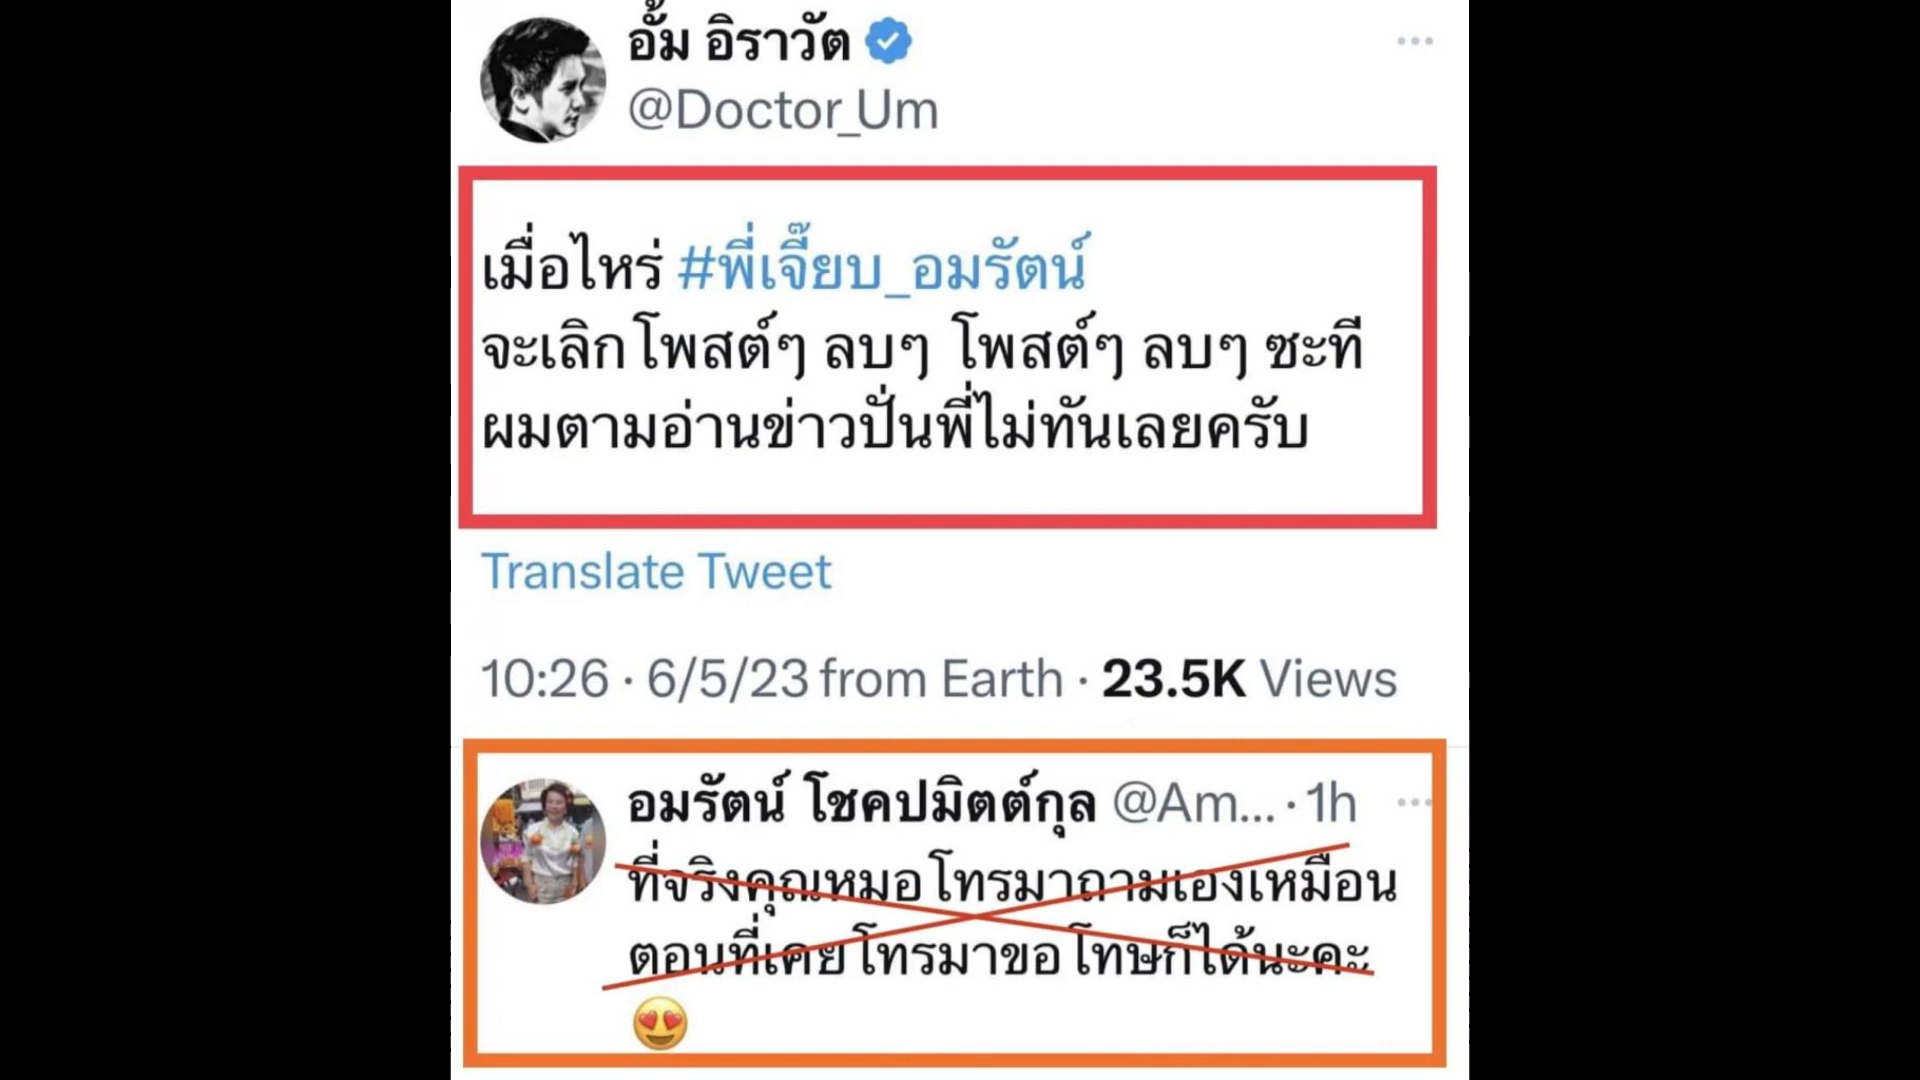 อั้ม อิราวัต
@Doctor_Um
เมื่อไหร่ #พี่เจี๊ยบ_อมรัตน์
จะเลิกโพสต์ๆ ลบๆ โพสต์ๆ ลบๆ ซะที
ผมตามอ่านข่าวปั่นพี่ไม่ทันเลยครับ
Translate Tweet
10:26 · 6/5/23 from Earth · 23.5K Views
อมรัตน์ โชคปมิตต์กุล @Am... · 1h
ที่จริงคุณหมอโทรมาถามเองเหมือน
ตอนที่เคยโทรมาขอโทษก็ได้นะคะ
😍